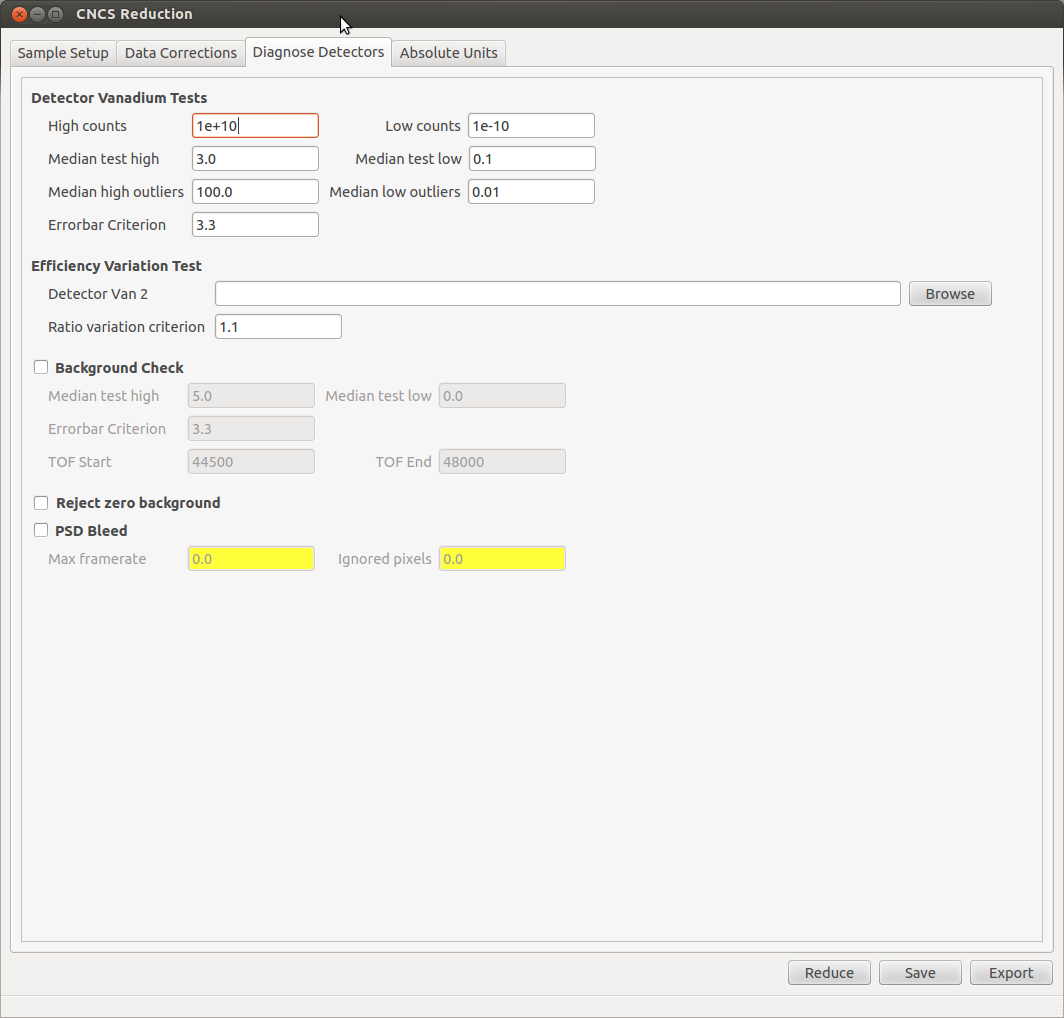 CNCS Reduction
Sample Setup Data Corrections Diagnose Detectors Absolute Units
Detector Vanadium Tests
High counts 1e+10 Low counts 1e-10
Median test high 3.0 Median test low 0.1
Median high outliers 100.0 Median low outliers 0.01
Errorbar Criterion 3.3
Efficiency Variation Test
Detector Van 2 Browse
Ratio variation criterion 1.1
Background Check
Median test high 5.0 Median test low 0.0
Errorbar Criterion 3.3
TOF Start 44500 TOF End 48000
Reject zero background
PSD Bleed
Max framerate 0.0 Ignored pixels 0.0
Reduce Save Export